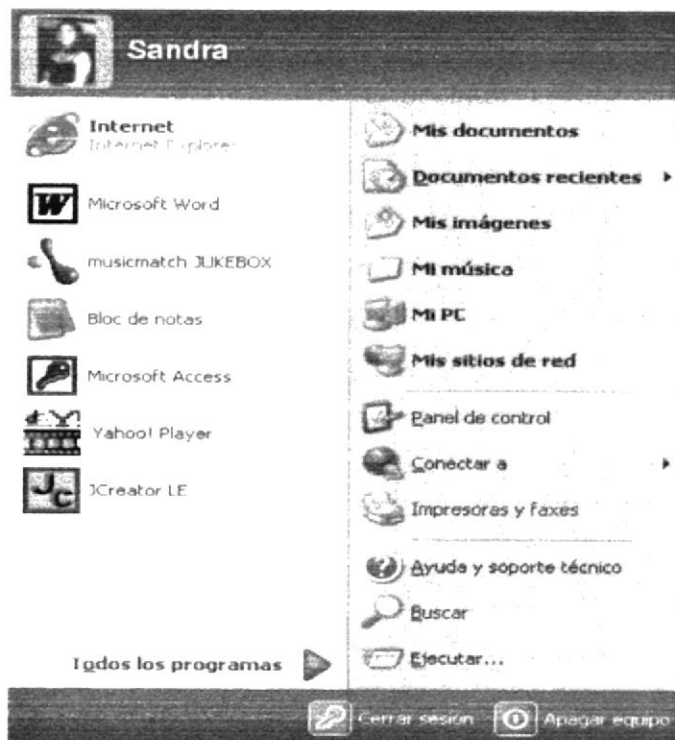 Sandra
Internet
Internet Explorer
Microsoft Word
musicmatch JUKEBOX
Bloc de notas
Microsoft Access
Yahoo! Player
JCreator LE
Todos los programas
Mis documentos
Documentos recientes
Mis imágenes
Mi música
Mi PC
Mis sitios de red
Panel de control
Conectar a
Impresoras y faxes
Ayuda y soporte técnico
Buscar
Ejecutar...
Cerrar sesión
Apagar equipo